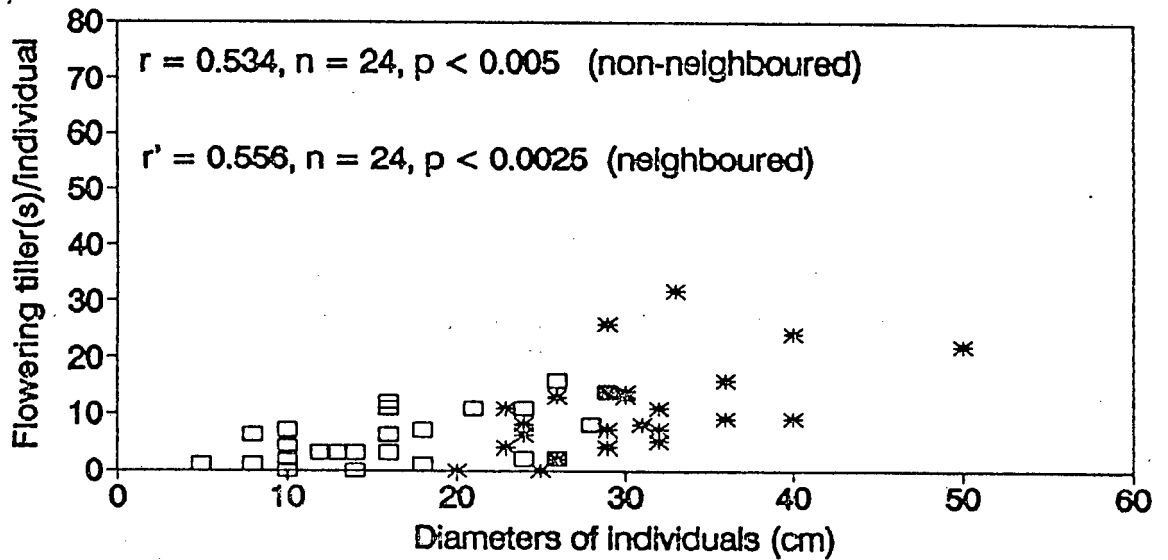 80
70
60
50
40
30
20
10
0
Flowering tiller(s)/individual
r = 0.534, n = 24, p < 0.005 (non-neighboured)
r' = 0.556, n = 24, p < 0.0025 (neighboured)
0 10 20 30 40 50 60
Diameters of individuals (cm)